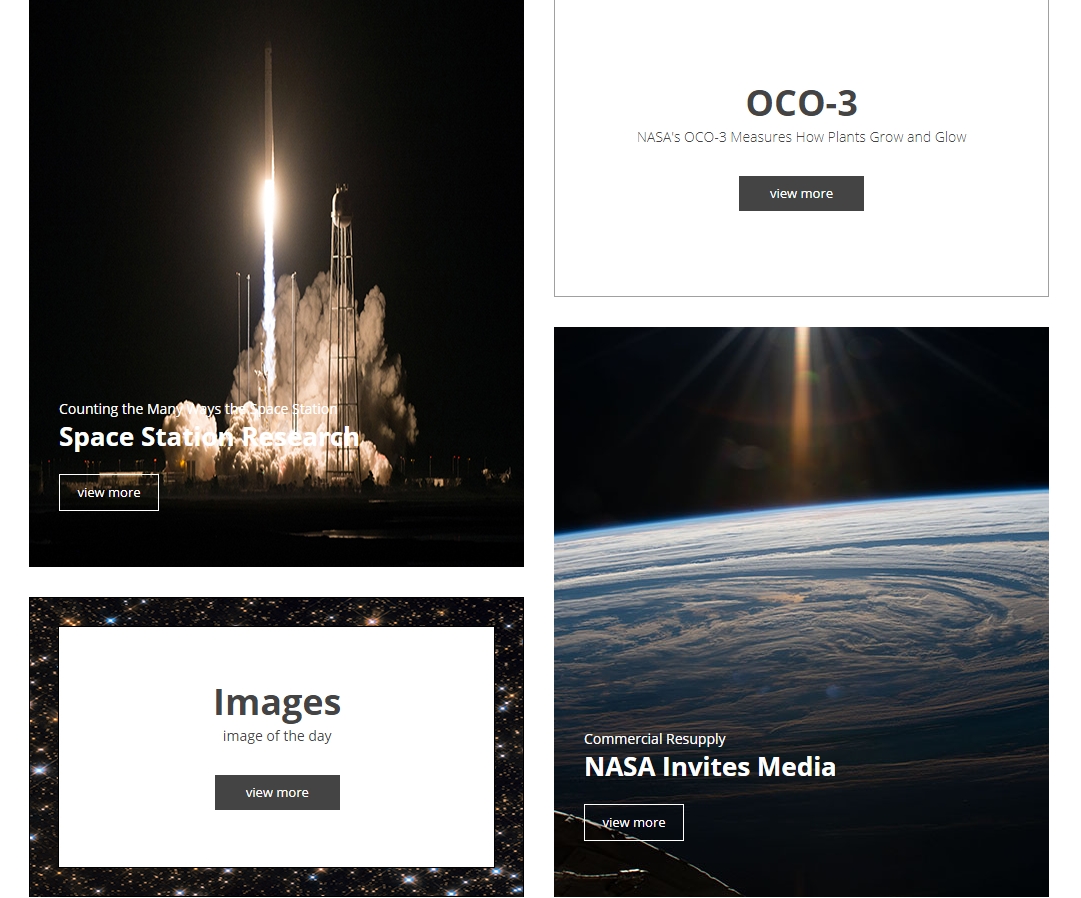 Counting the Many Ways the Space Station
Space Station Research
view more
OCO-3
NASA's OCO-3 Measures How Plants Grow and Glow
view more
Images
image of the day
view more
Commercial Resupply
NASA Invites Media
view more